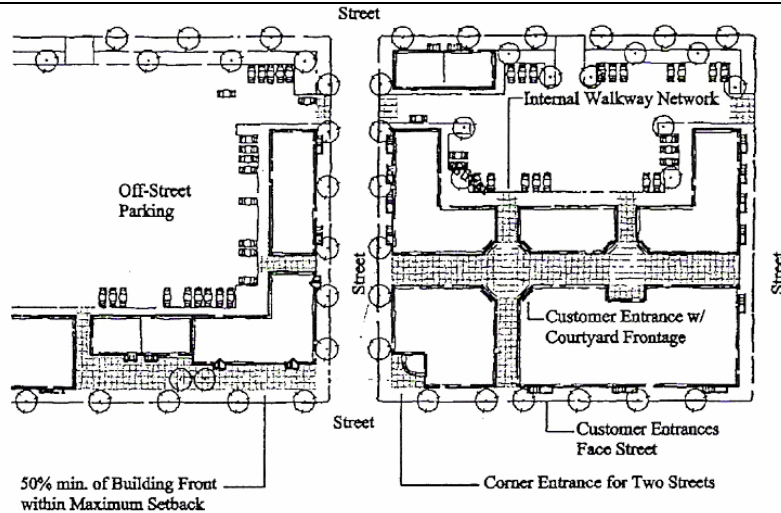 Street
Internal Walkway Network
Off-Street
Parking
Street
Street
Customer Entrance w/
Courtyard Frontage
Street
Customer Entrances
Face Street
50% min. of Building Front
within Maximum Setback
Corner Entrance for Two Streets